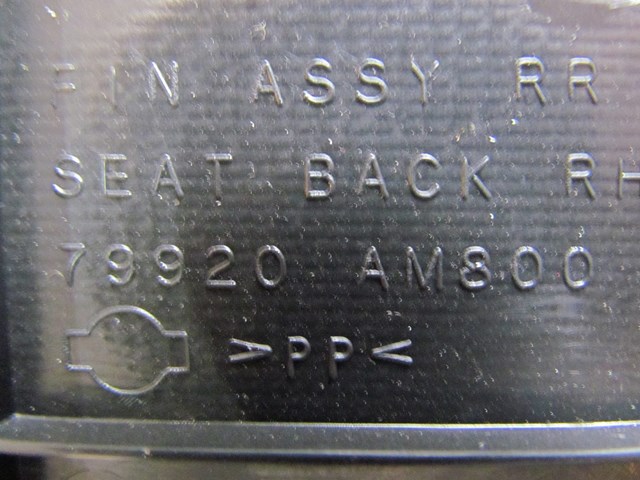 FIN ASSY RR
SEAT BACK RH
79920 AM800
>PP<